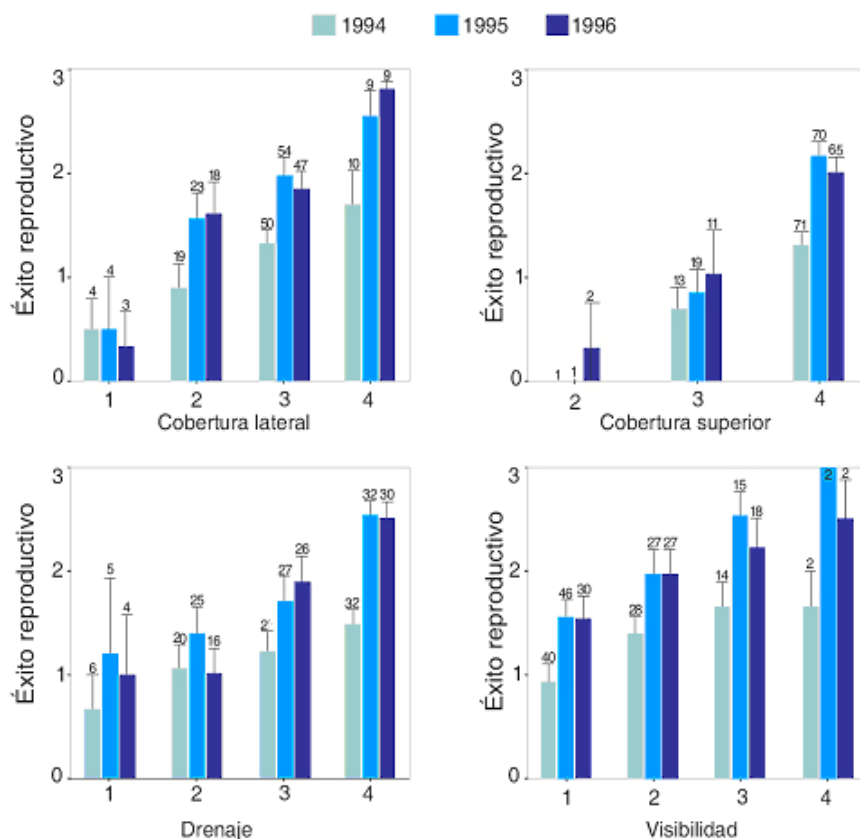 1994 1995 1996
Éxito reproductivo
3
2
1
0
4 4 3
19 23 18
50 54 47
10 9 9
1 2 3 4
Cobertura lateral
Éxito reproductivo
3
2
1
0
1 1 2
13 19 11
71 70 65
2 3 4
Cobertura superior
Éxito reproductivo
3
2
1
0
6 5 4
20 25 16
27 26
32 32 30
1 2 3 4
Drenaje
Éxito reproductivo
3
2
1
0
40 46 30
28 27 27
14 15 18
2 2 2
1 2 3 4
Visibilidad